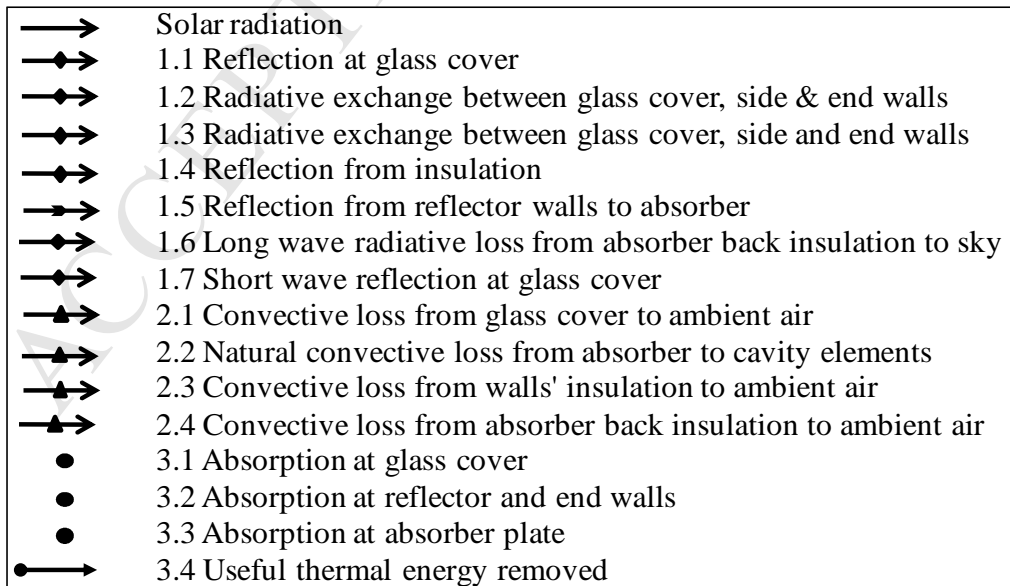 Solar radiation
1.1 Reflection at glass cover
1.2 Radiative exchange between glass cover, side & end walls
1.3 Radiative exchange between glass cover, side and end walls
1.4 Reflection from insulation
1.5 Reflection from reflector walls to absorber
1.6 Long wave radiative loss from absorber back insulation to sky
1.7 Short wave reflection at glass cover
2.1 Convective loss from glass cover to ambient air
2.2 Natural convective loss from absorber to cavity elements
2.3 Convective loss from walls' insulation to ambient air
2.4 Convective loss from absorber back insulation to ambient air
3.1 Absorption at glass cover
3.2 Absorption at reflector and end walls
3.3 Absorption at absorber plate
3.4 Useful thermal energy removed
ACCEPT